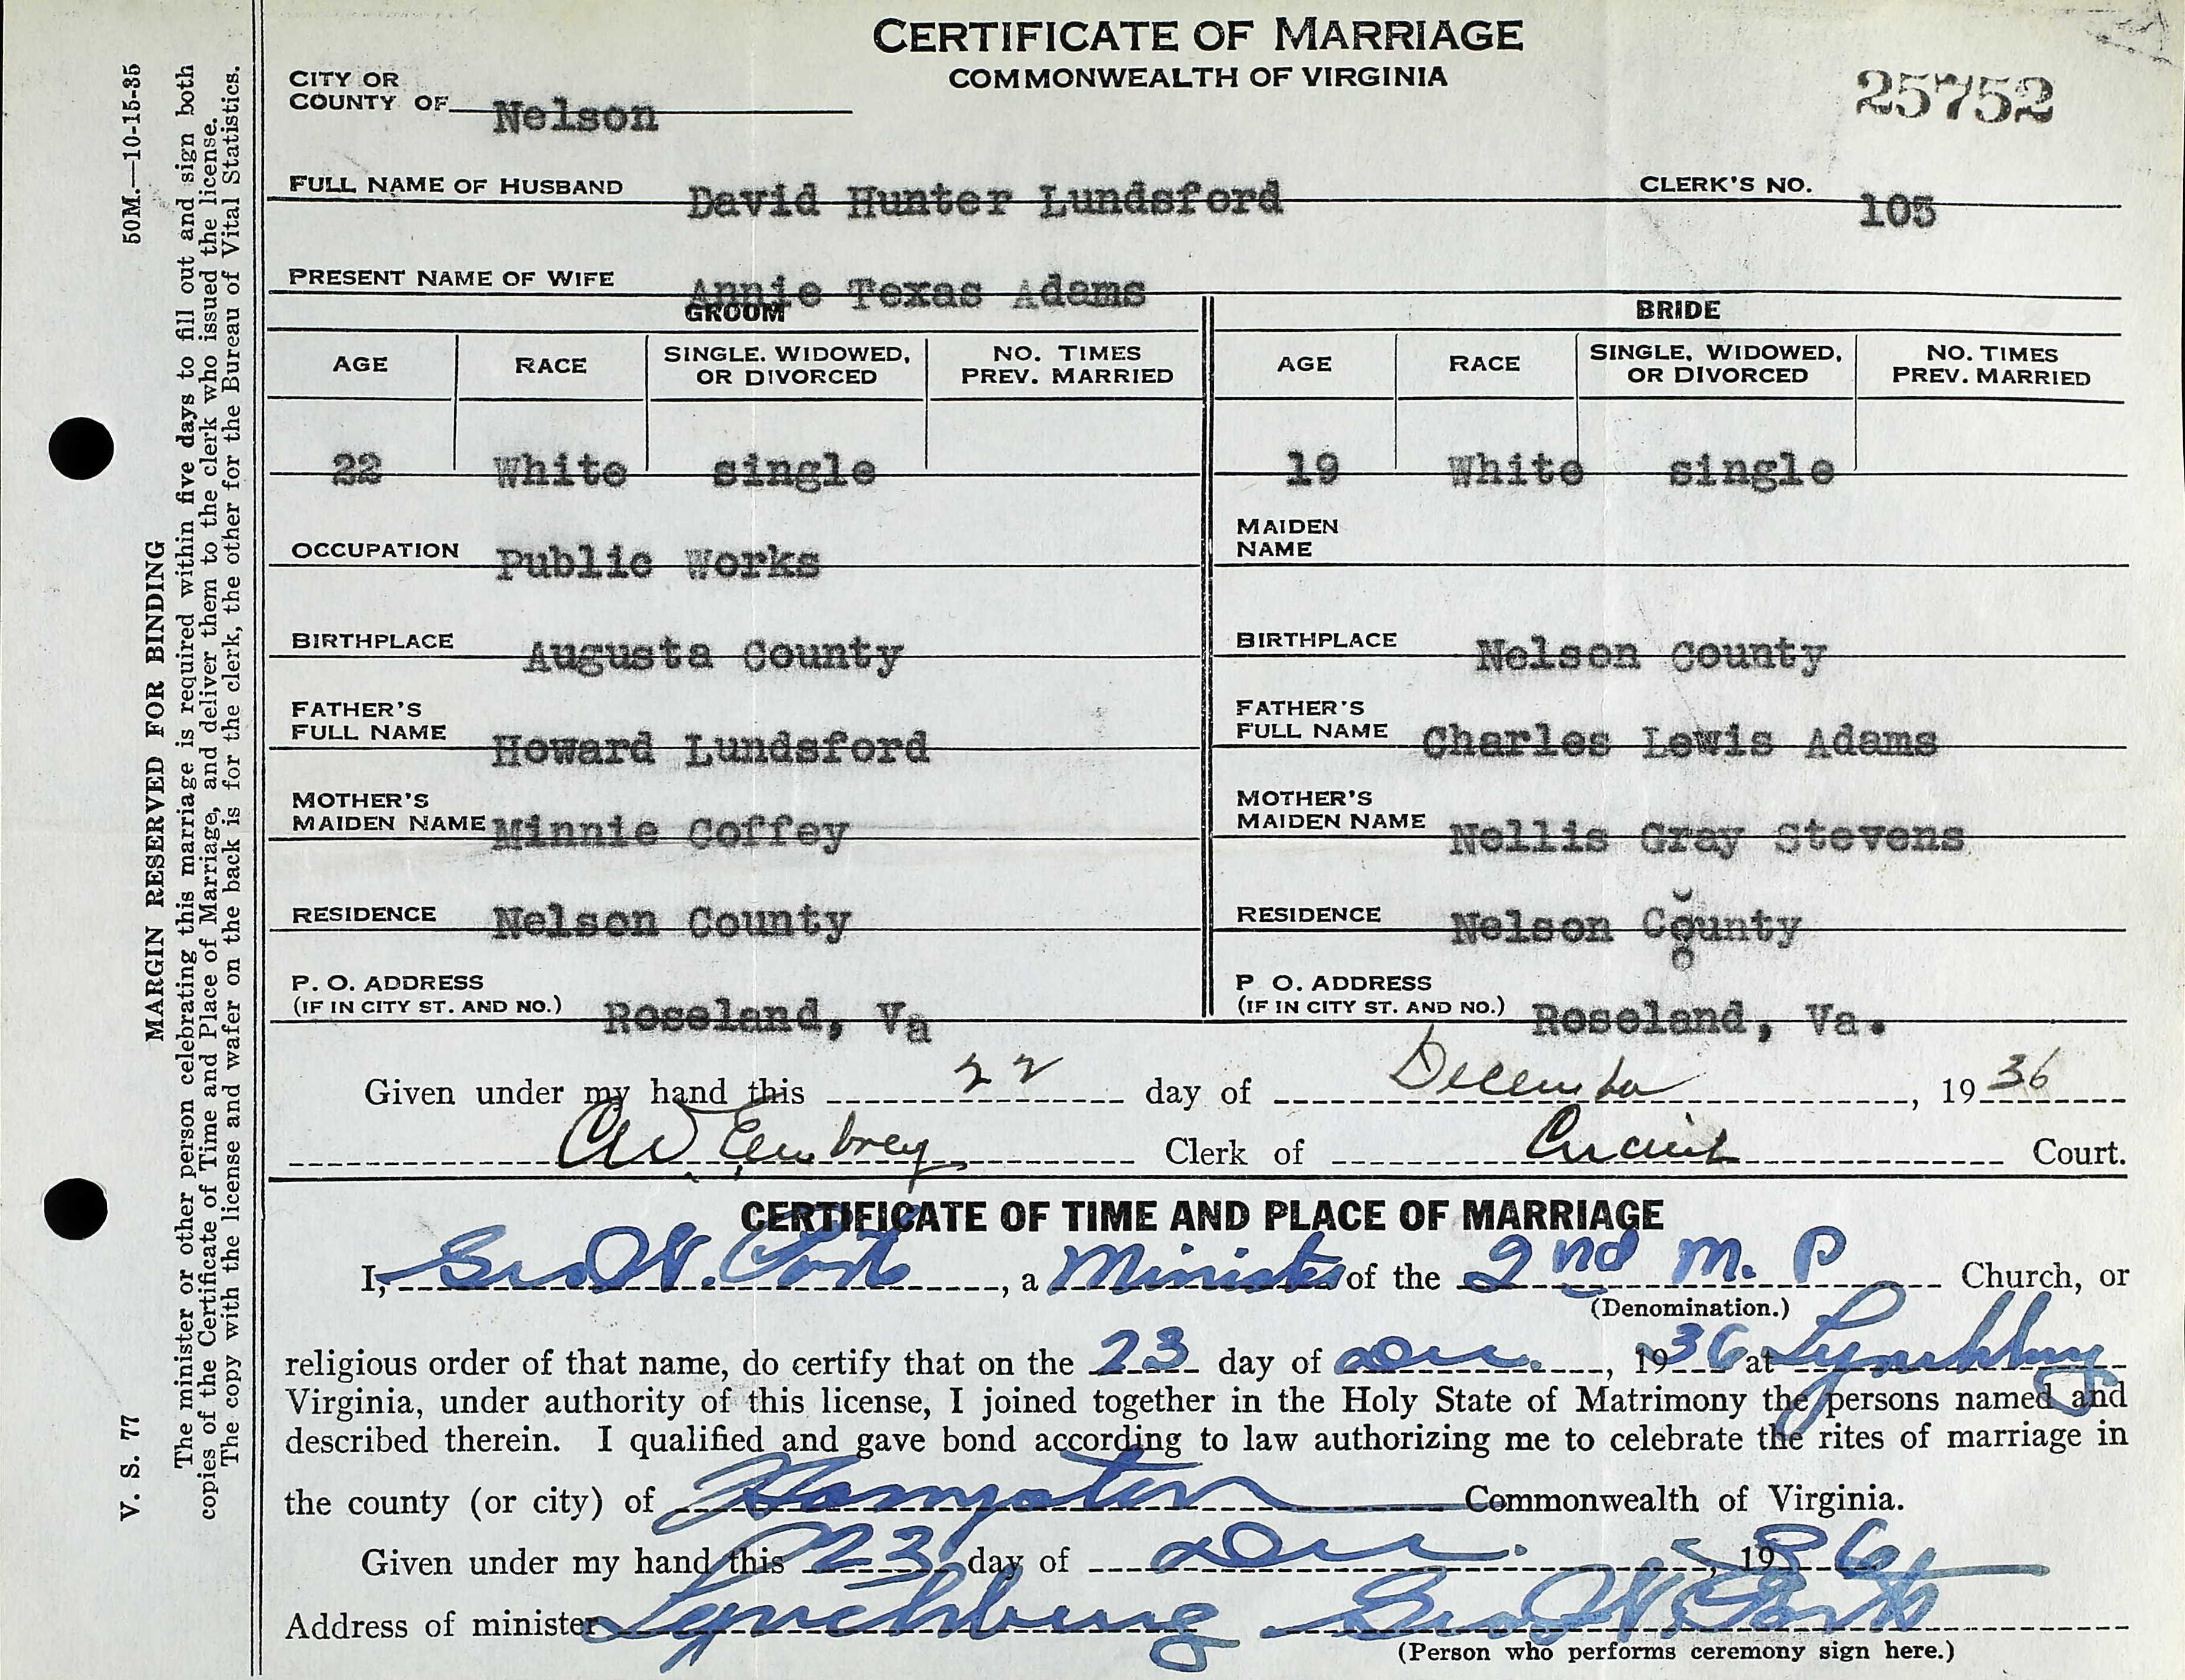 CERTIFICATE OF MARRIAGE
COMMONWEALTH OF VIRGINIA
25752
CITY OR COUNTY OF Nelson
FULL NAME OF HUSBAND David Hunter Lundsford CLERK'S NO. 105
PRESENT NAME OF WIFE Annie Texas Adams
GROOM BRIDE
AGE RACE SINGLE, WIDOWED, OR DIVORCED NO. TIMES PREV. MARRIED AGE RACE SINGLE, WIDOWED, OR DIVORCED NO. TIMES PREV. MARRIED
22 White single 19 White single
OCCUPATION Public Works MAIDEN NAME
BIRTHPLACE Augusta County BIRTHPLACE Nelson County
FATHER'S FULL NAME Howard Lundsford FATHER'S FULL NAME Charles Lewis Adams
MOTHER'S MAIDEN NAME Minnie Coffey MOTHER'S MAIDEN NAME Nellis Gray Stevens
RESIDENCE Nelson County RESIDENCE Nelson County
P. O. ADDRESS (IF IN CITY ST. AND NO.) Roseland, Va P O. ADDRESS (IF IN CITY ST. AND NO.) Roseland, Va.
Given under my hand this 22 day of December, 1936
CW Embrey Clerk of Circuit Court.
CERTIFICATE OF TIME AND PLACE OF MARRIAGE
I, Geo W. , a Minister of the 2nd M. P Church, or
(Denomination.)
religious order of that name, do certify that on the 23 day of Dec., 1936 at Lynchburg
Virginia, under authority of this license, I joined together in the Holy State of Matrimony the persons named and
described therein. I qualified and gave bond according to law authorizing me to celebrate the rites of marriage in
the county (or city) of Hampton Commonwealth of Virginia.
Given under my hand this 23 day of Dec., 1936
Address of minister Lynchburg Geo W.
(Person who performs ceremony sign here.)
V. S. 77 MARGIN RESERVED FOR BINDING 50M.—10-15-35
The minister or other person celebrating this marriage is required within five days to fill out and sign both
copies of the Certificate of Time and Place of Marriage, and deliver them to the clerk who issued the license.
The copy with the license and wafer on the back is for the clerk, the other for the Bureau of Vital Statistics.